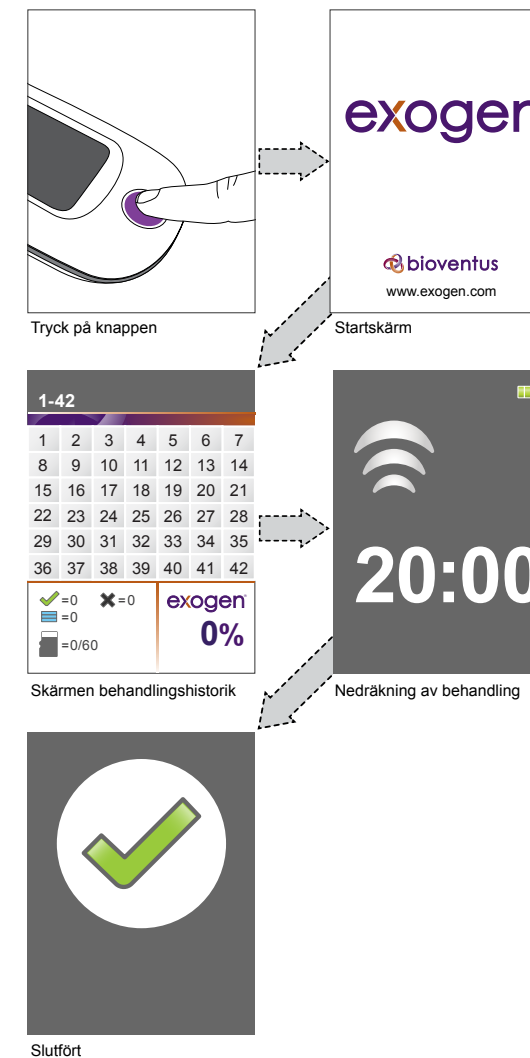 exogen
bioventus
www.exogen.com
Tryck på knappen
Startskärm
1-42
1 2 3 4 5 6 7
8 9 10 11 12 13 14
15 16 17 18 19 20 21
22 23 24 25 26 27 28
29 30 31 32 33 34 35
36 37 38 39 40 41 42
=0 =0
=0
=0/60
exogen
0%
20:00
Skärmen behandlingshistorik
Nedräkning av behandling
Slutfört